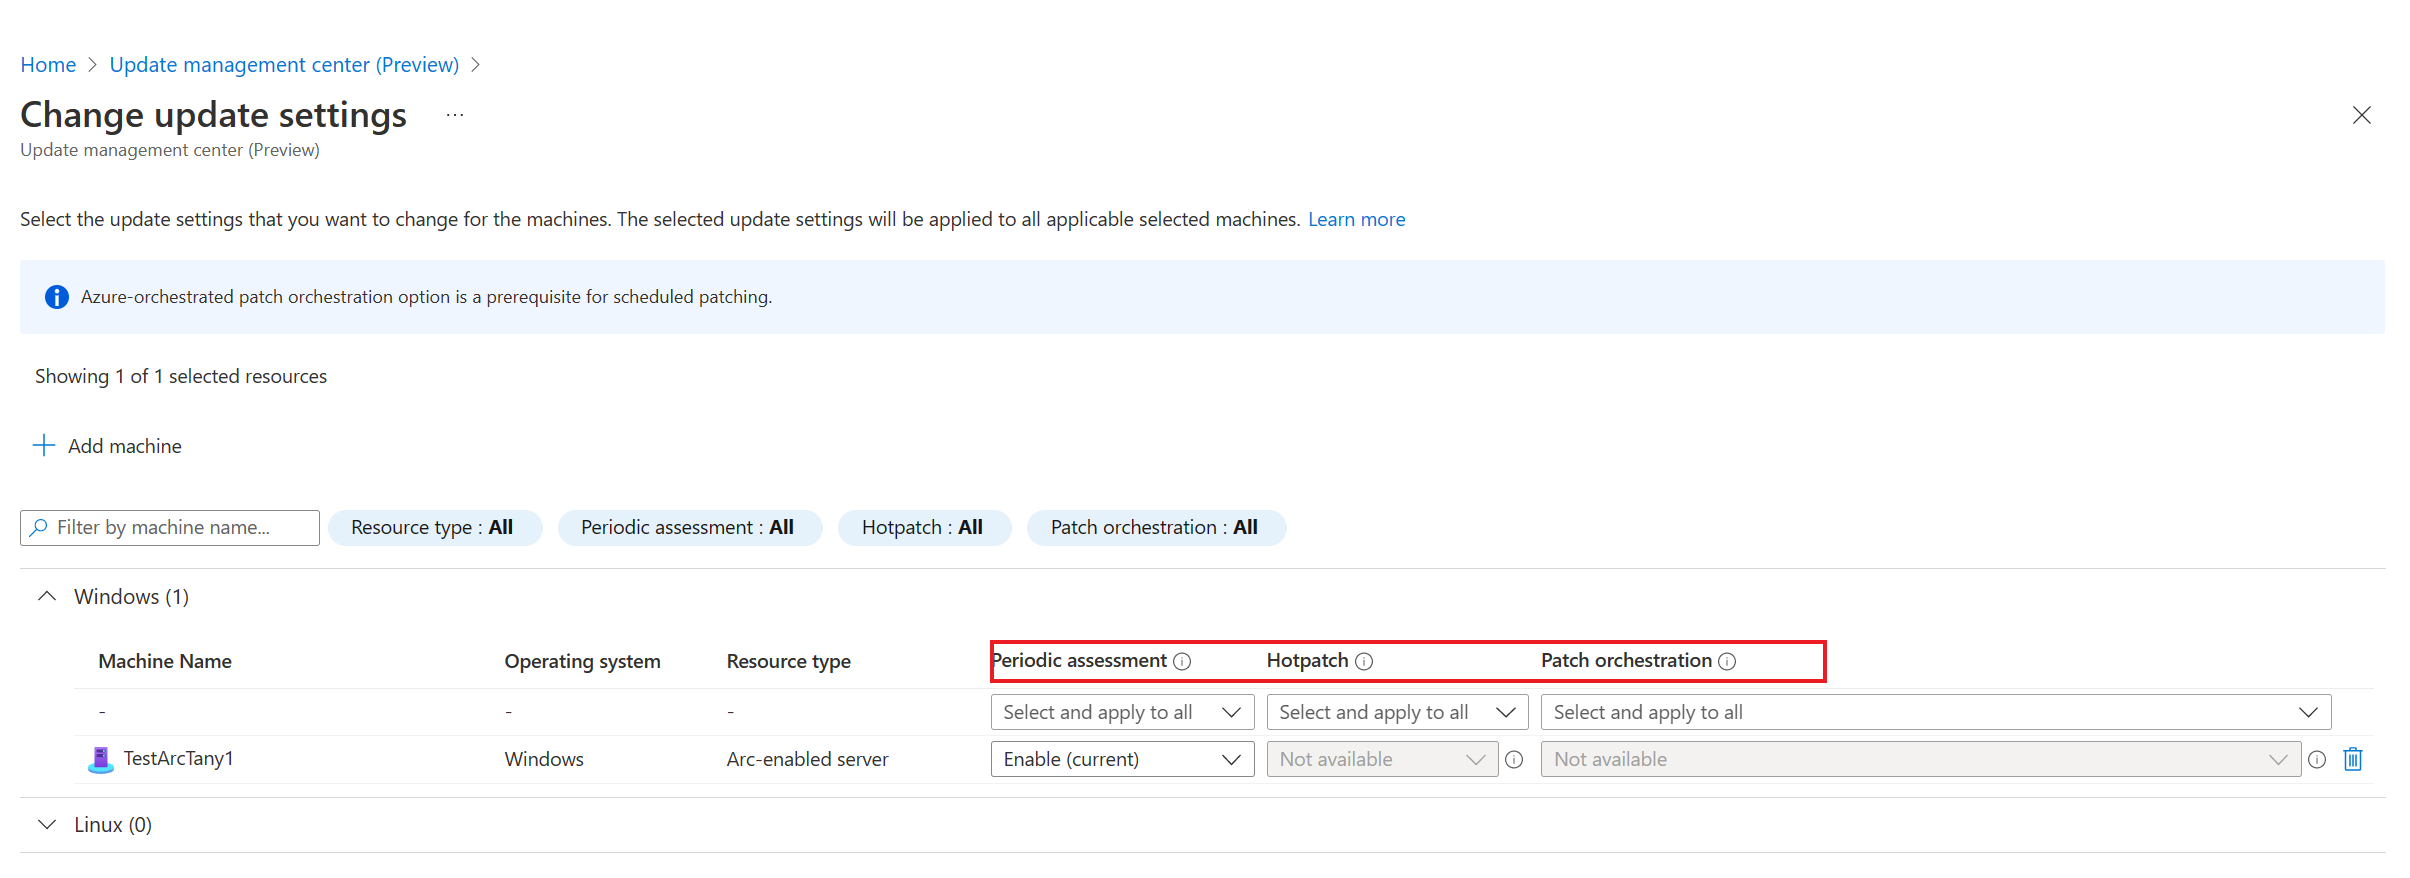 Home > Update management center (Preview) >
Change update settings ...
Update management center (Preview)
Select the update settings that you want to change for the machines. The selected update settings will be applied to all applicable selected machines. Learn more
Azure-orchestrated patch orchestration option is a prerequisite for scheduled patching.
Showing 1 of 1 selected resources
Add machine
Filter by machine name... Resource type : All Periodic assessment : All Hotpatch : All Patch orchestration : All
Windows (1)
Machine Name Operating system Resource type Periodic assessment Hotpatch Patch orchestration
- - - Select and apply to all Select and apply to all Select and apply to all
TestArcTany1 Windows Arc-enabled server Enable (current) Not available Not available
Linux (0)